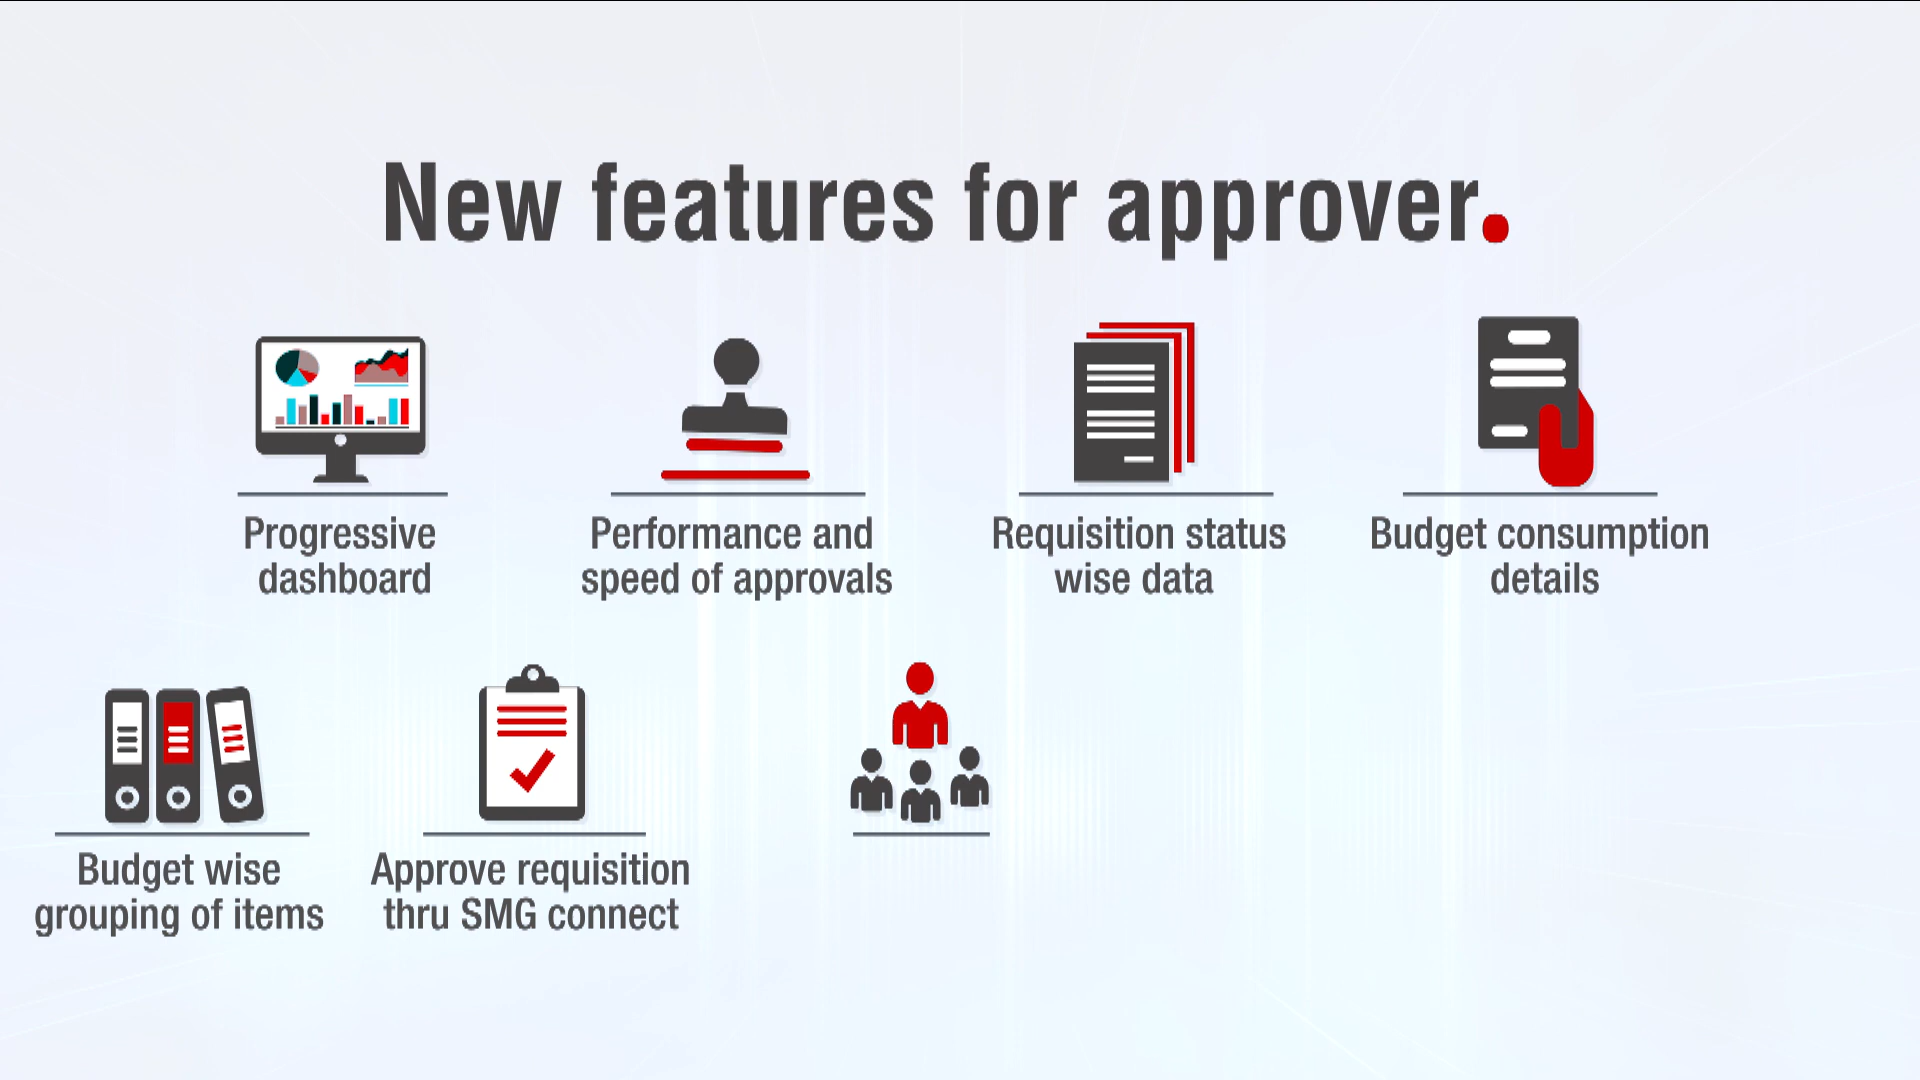 New features for approver.
Progressive
dashboard
Performance and
speed of approvals
Requisition status
wise data
Budget consumption
details
Budget wise
grouping of items
Approve requisition
thru SMG connect